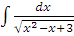 ∫ dx / √(x² − x + 3)